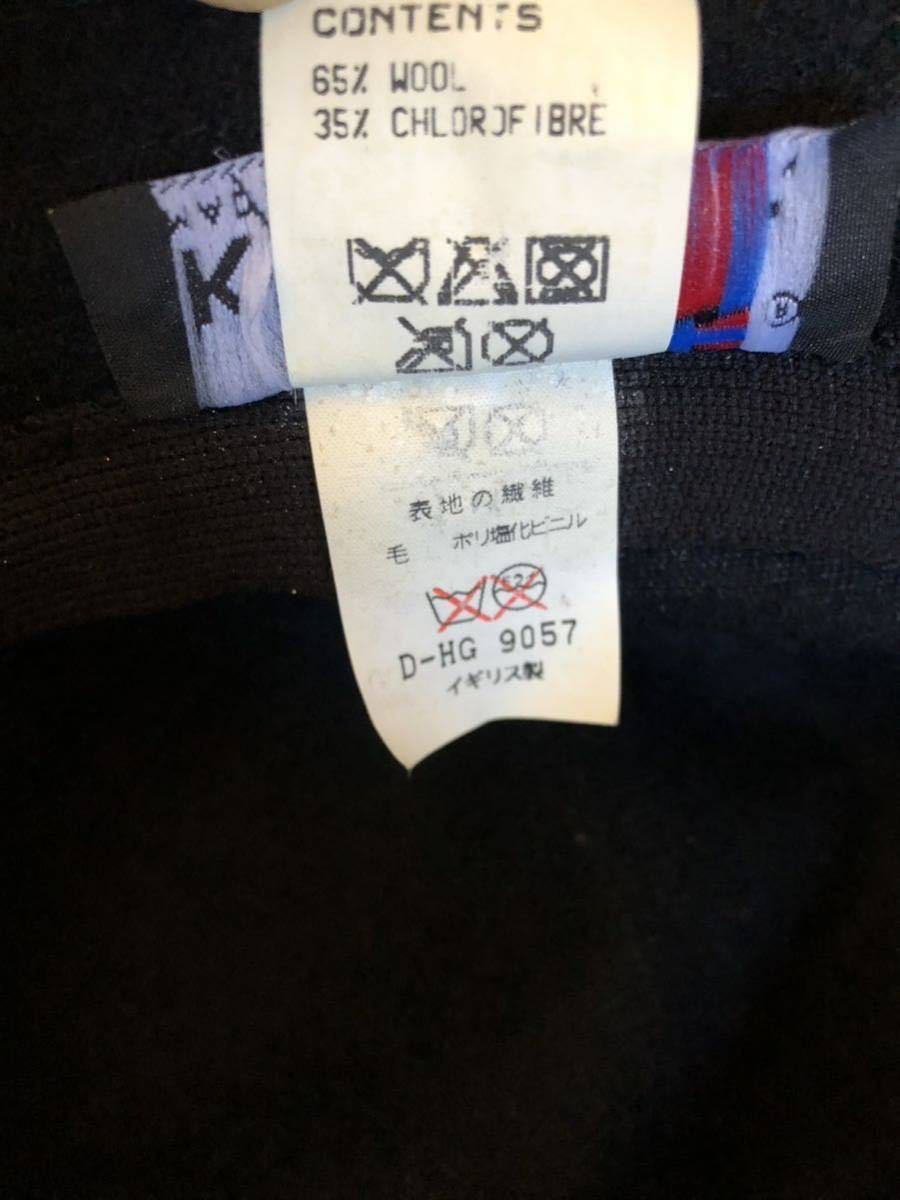 CONTENTS
65% WOOL
35% CHLOROFIBRE
K
®
表地の繊維
毛 ポリ塩化ビニル
D-HG 9057
イギリス製